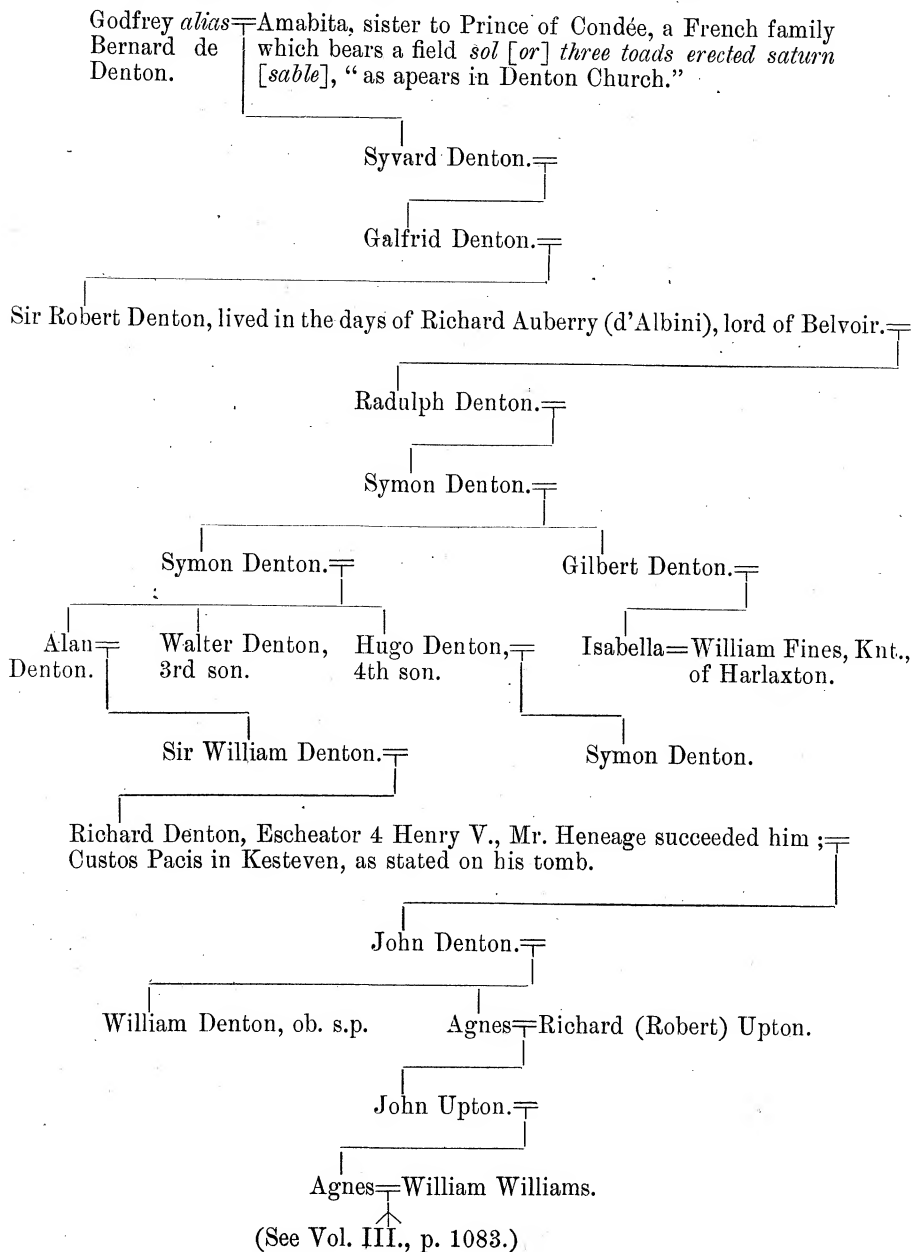 Godfrey alias=Amabita, sister to Prince of Condée, a French family
Bernard de which bears a field sol [or] three toads erected saturn
Denton. [sable], “as apears in Denton Church.”
Syvard Denton.=
Galfrid Denton.=
Sir Robert Denton, lived in the days of Richard Auberry (d'Albini), lord of Belvoir.=
Radulph Denton.=
Symon Denton.=
Symon Denton.= Gilbert Denton.=
Alan= Walter Denton, Hugo Denton,= Isabella=William Fines, Knt.,
Denton. 3rd son. 4th son. of Harlaxton.
Sir William Denton.= Symon Denton.
Richard Denton, Escheator 4 Henry V., Mr. Heneage succeeded him ;=
Custos Pacis in Kesteven, as stated on his tomb.
John Denton.=
William Denton, ob. s.p. Agnes=Richard (Robert) Upton.
John Upton.=
Agnes=William Williams.
(See Vol. III., p. 1083.)